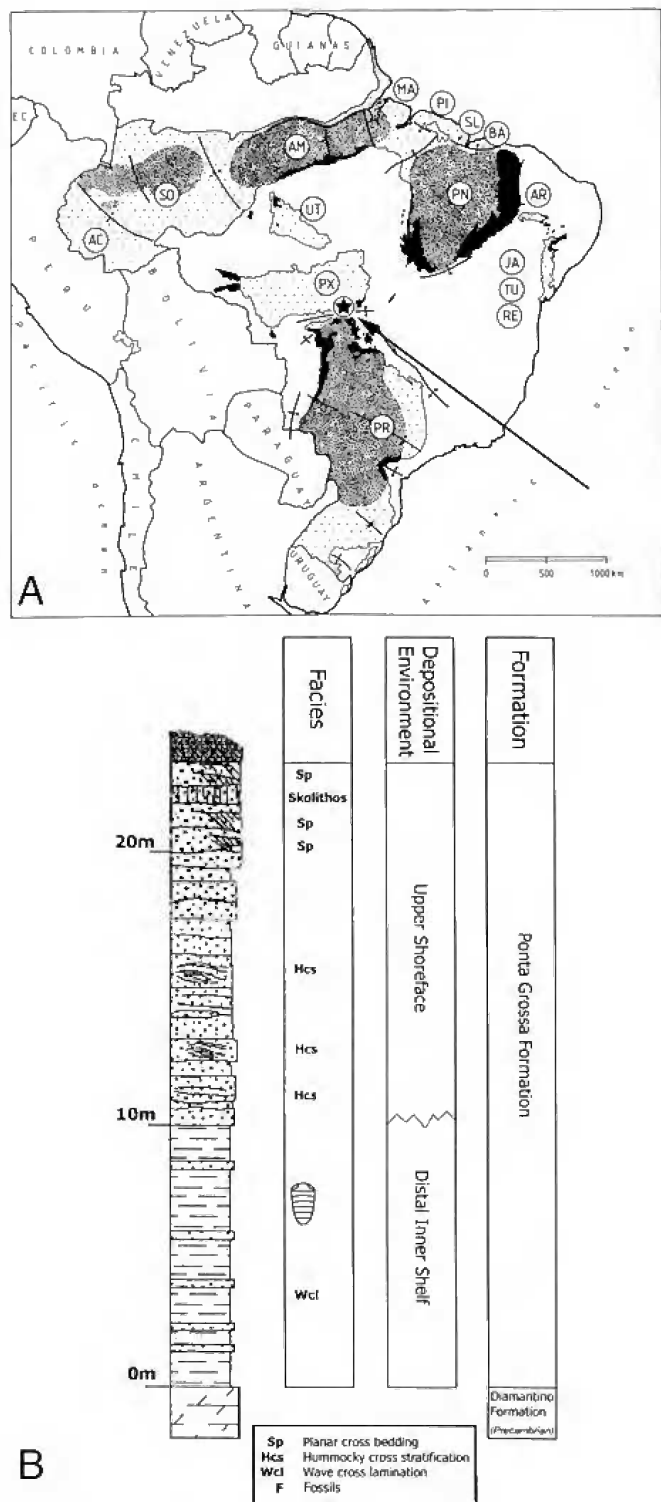 COLOMBIA
VENEZUELA
GUIANAS
EC
MA
PI
SL
BA
AM
SO
PN
AR
UT
AC
JA
PX
TU
RE
PERU
BOLIVIA
PARAGUAY
PR
PACIFIC OCEAN
CHILE
ARGENTINA
URUGUAY
ATLANTIC OCEAN
0 500 1000 km
A
Facies
Depositional
Environment
Formation
Sp
Skolithos
Sp
20m
Sp
Upper Shoreface
Ponta Grossa Formation
Hcs
Hcs
Hcs
10m
Distal Inner Shelf
Wcl
0m
Diamantino
Formation
(Precambrian)
Sp Planar cross bedding
Hcs Hummocky cross stratification
Wcl Wave cross lamination
F Fossils
B